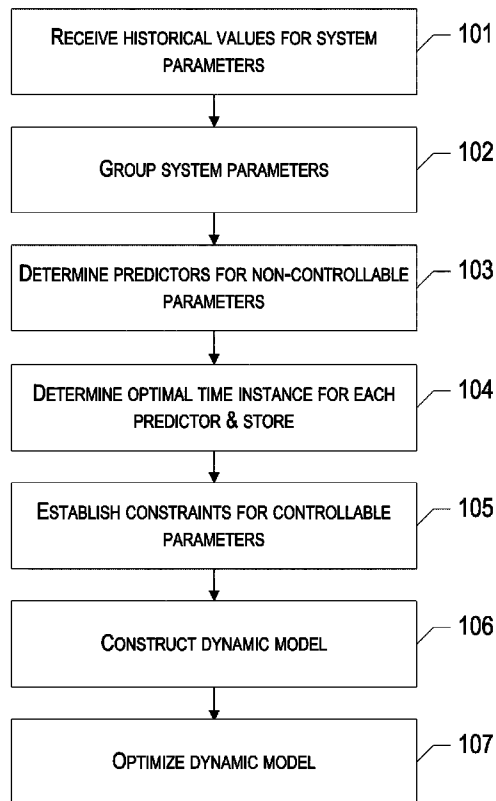 RECEIVE HISTORICAL VALUES FOR SYSTEM
PARAMETERS
101
GROUP SYSTEM PARAMETERS
102
DETERMINE PREDICTORS FOR NON-CONTROLLABLE
PARAMETERS
103
DETERMINE OPTIMAL TIME INSTANCE FOR EACH
PREDICTOR & STORE
104
ESTABLISH CONSTRAINTS FOR CONTROLLABLE
PARAMETERS
105
CONSTRUCT DYNAMIC MODEL
106
OPTIMIZE DYNAMIC MODEL
107